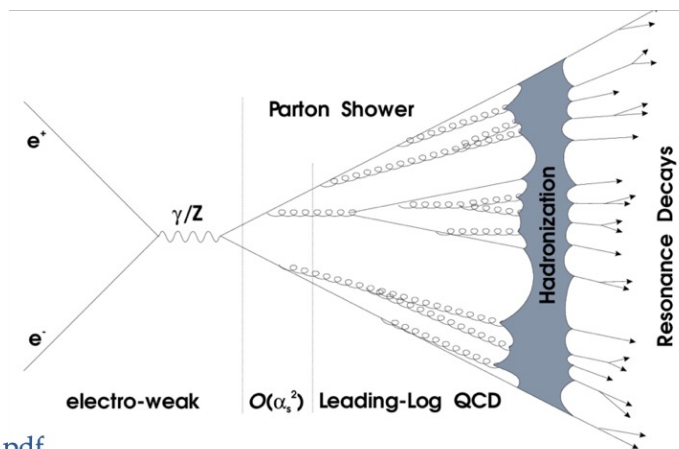 Parton Shower
e⁺
γ/Z
e⁻
Hadronization
Resonance Decays
electro-weak
O(αₛ²)
Leading-Log QCD
pdf